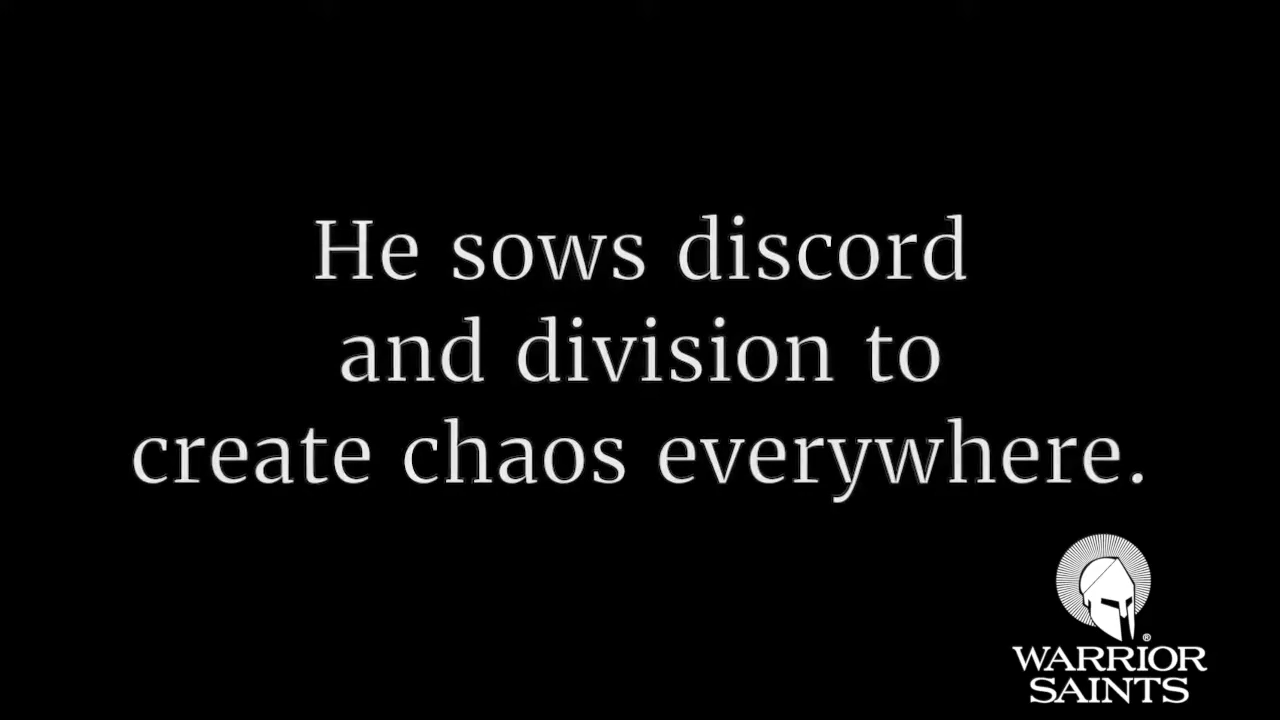 He sows discord
and division to
create chaos everywhere.
®
WARRIOR
SAINTS